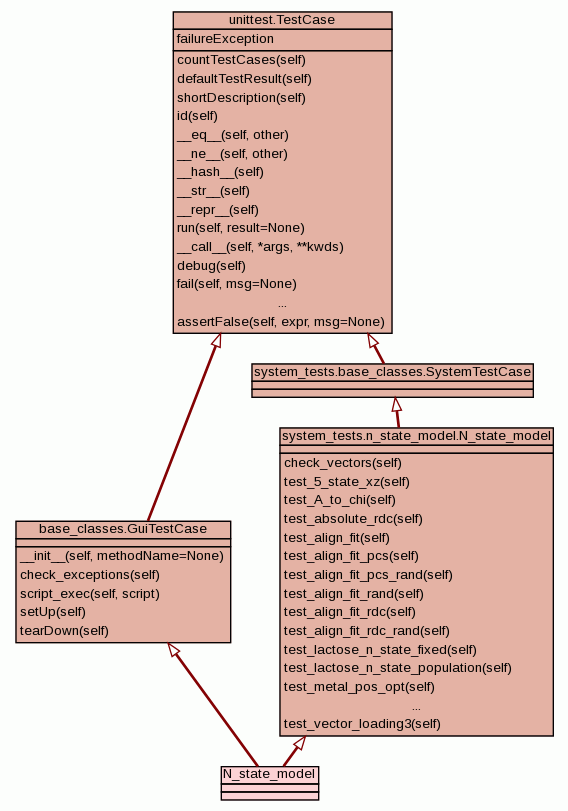 unittest.TestCase
failureException
countTestCases(self)
defaultTestResult(self)
shortDescription(self)
id(self)
__eq__(self, other)
__ne__(self, other)
__hash__(self)
__str__(self)
__repr__(self)
run(self, result=None)
__call__(self, *args, **kwds)
debug(self)
fail(self, msg=None)
...
assertFalse(self, expr, msg=None)
system_tests.base_classes.SystemTestCase
system_tests.n_state_model.N_state_model
check_vectors(self)
test_5_state_xz(self)
test_A_to_chi(self)
test_absolute_rdc(self)
test_align_fit(self)
test_align_fit_pcs(self)
test_align_fit_pcs_rand(self)
test_align_fit_rand(self)
test_align_fit_rdc(self)
test_align_fit_rdc_rand(self)
test_lactose_n_state_fixed(self)
test_lactose_n_state_population(self)
test_metal_pos_opt(self)
...
test_vector_loading3(self)
base_classes.GuiTestCase
__init__(self, methodName=None)
check_exceptions(self)
script_exec(self, script)
setUp(self)
tearDown(self)
N_state_model